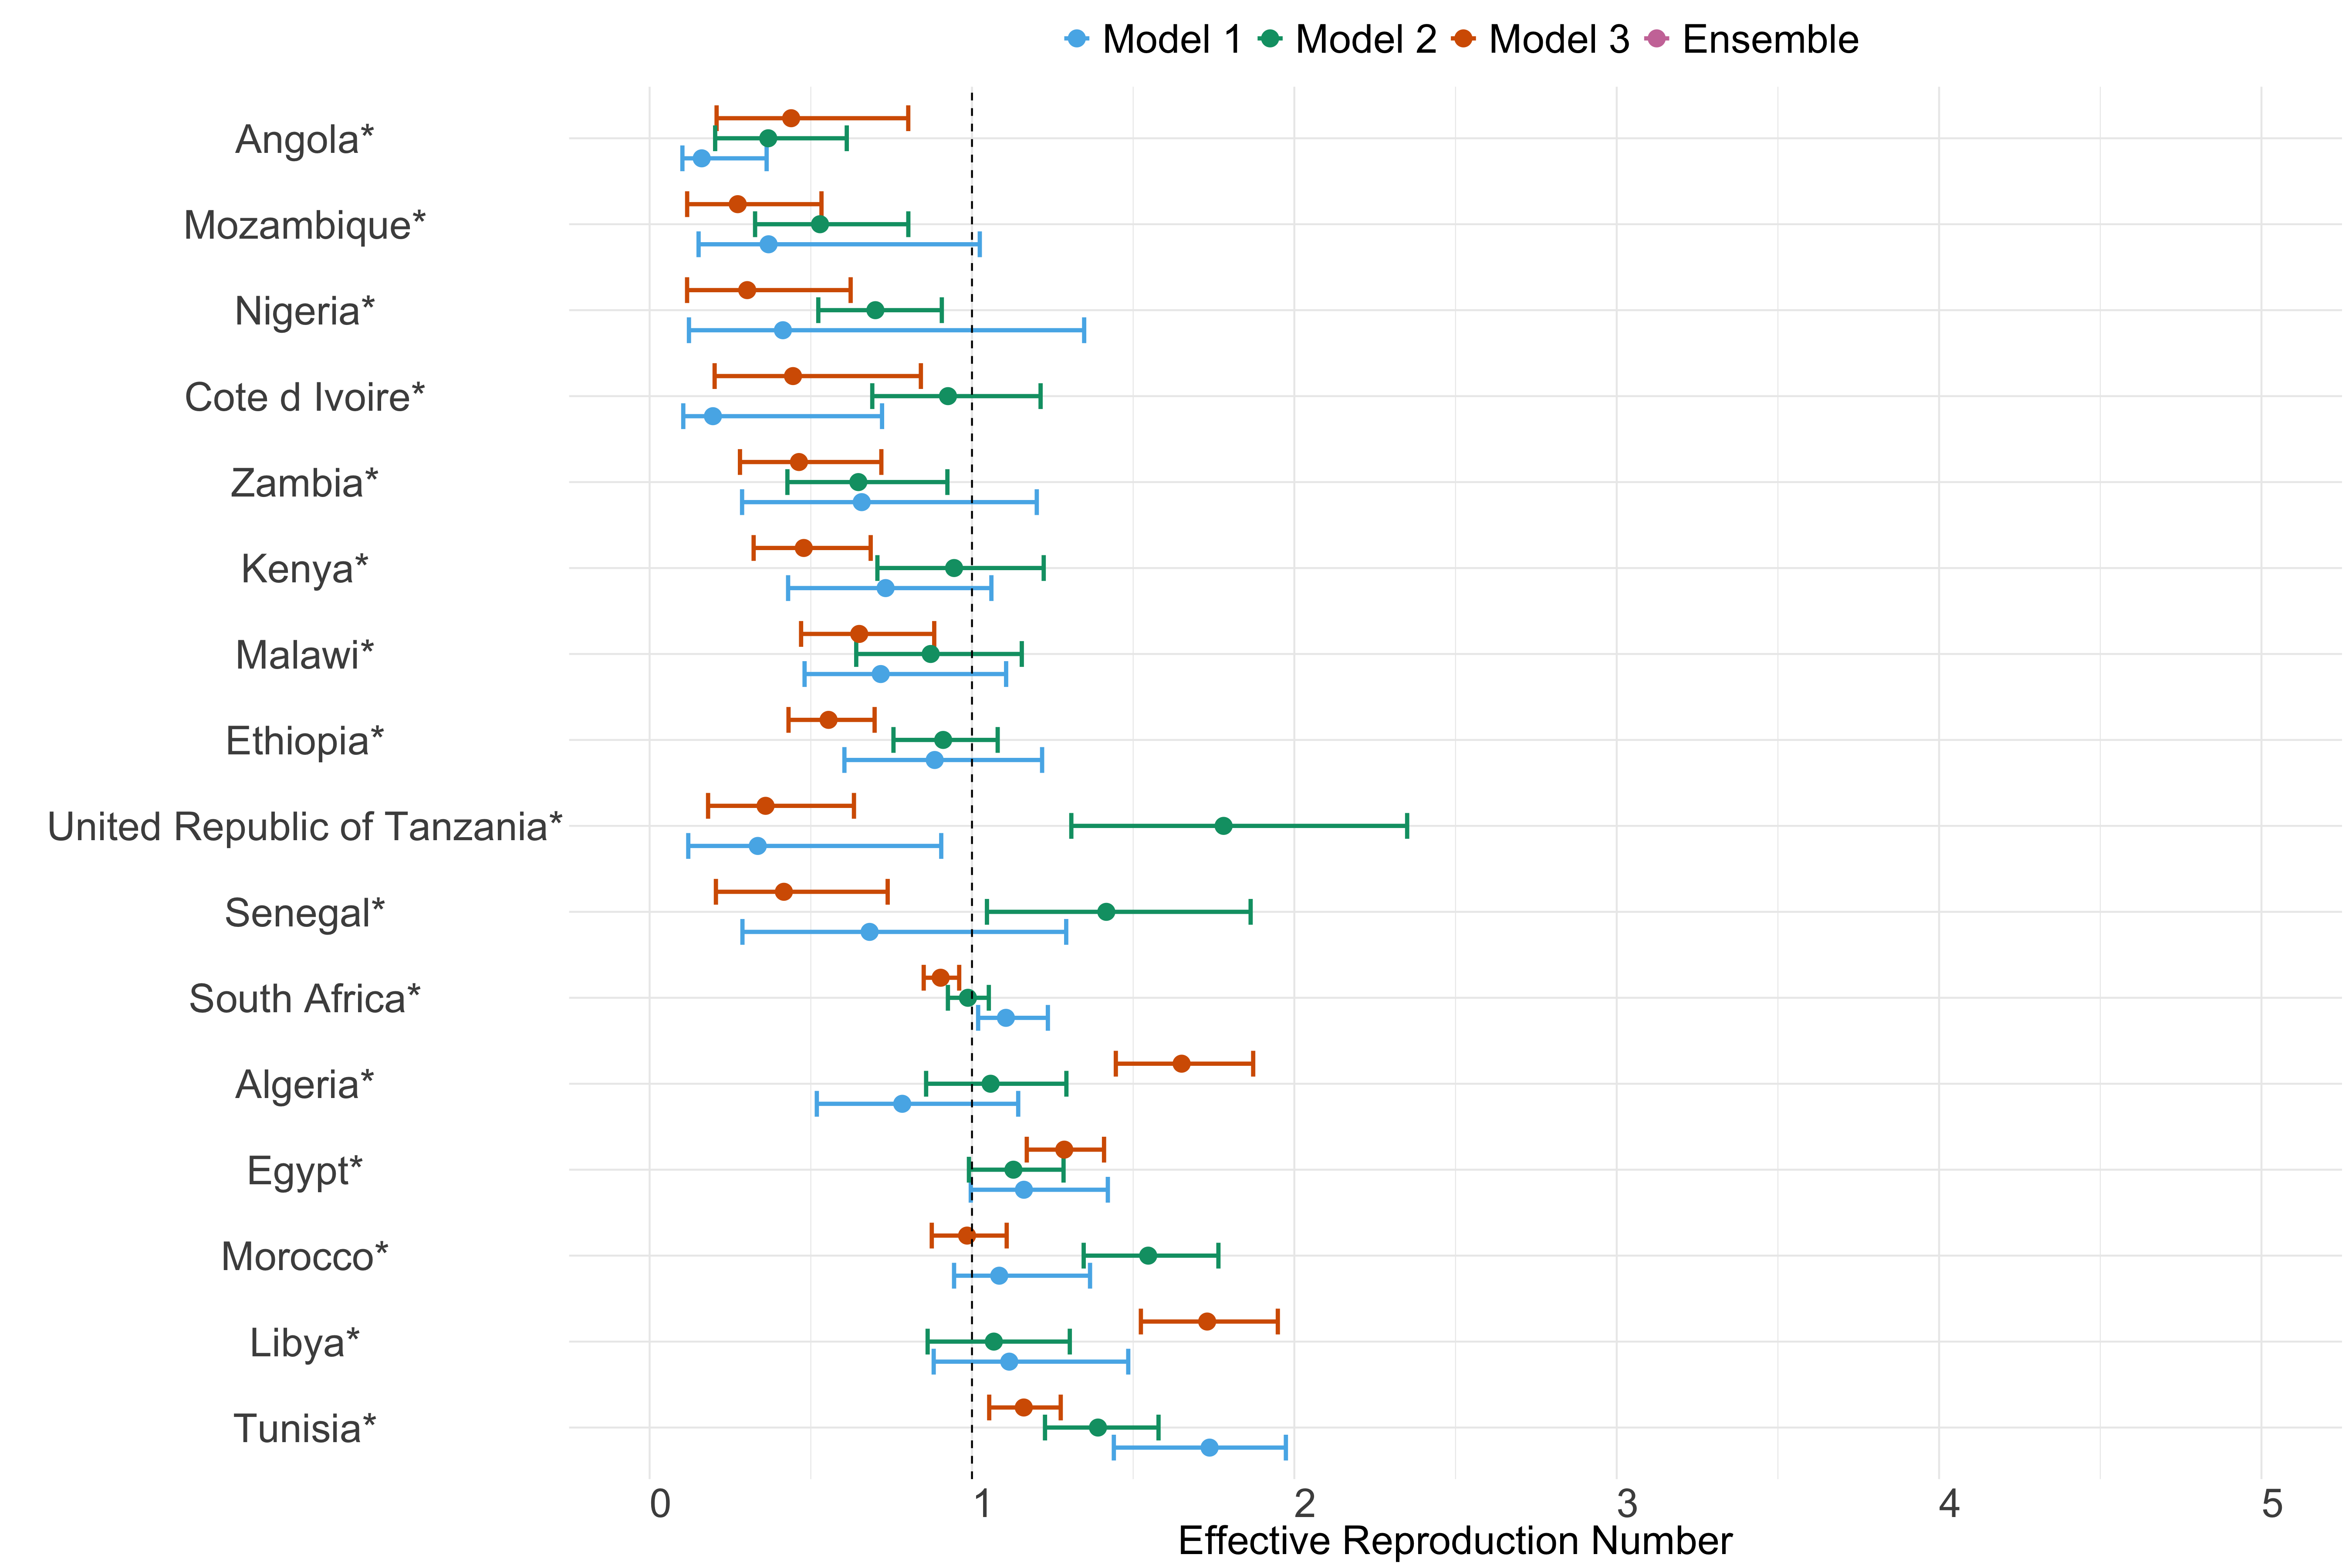 Model 1 Model 2 Model 3 Ensemble
Angola*
Mozambique*
Nigeria*
Cote d Ivoire*
Zambia*
Kenya*
Malawi*
Ethiopia*
United Republic of Tanzania*
Senegal*
South Africa*
Algeria*
Egypt*
Morocco*
Libya*
Tunisia*
0 1 2 3 4 5
Effective Reproduction Number